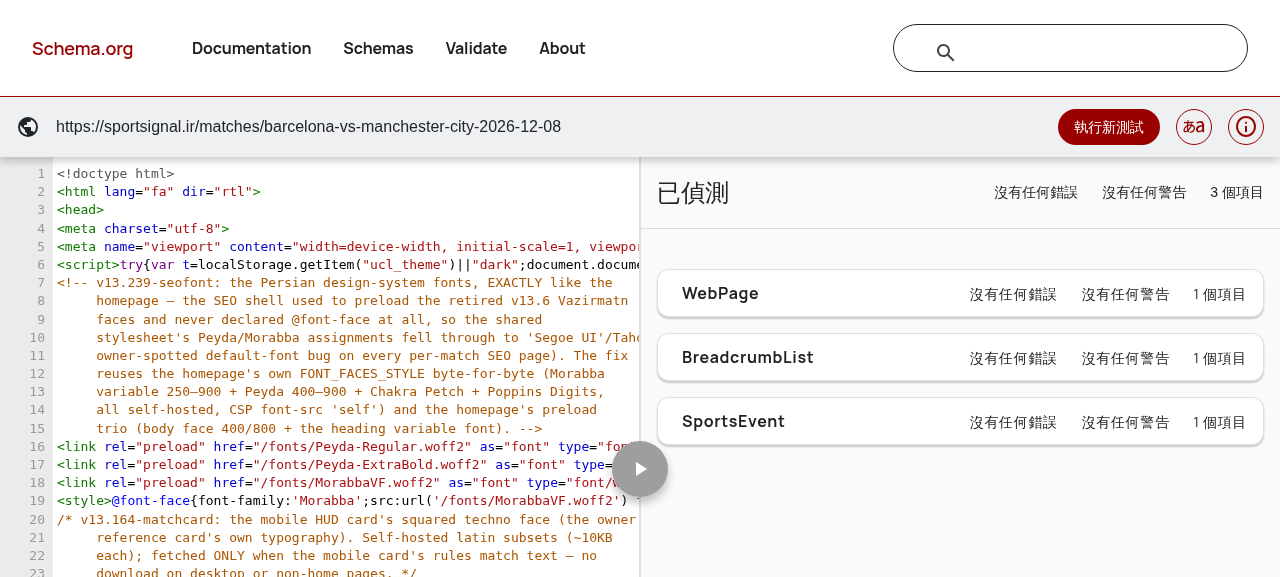 Schema.org
Documentation
Schemas
Validate
About
https://sportsignal.ir/matches/barcelona-vs-manchester-city-2026-12-08
執行新試試
あa
1 <!doctype html>
2 <html lang="fa" dir="rtl">
3 <head>
4 <meta charset="utf-8">
5 <meta name="viewport" content="width=device-width, initial-scale=1, viewpor
6 <script>try{var t=localStorage.getItem("ucl_theme")||"dark";document.docume
7 <!-- v13.239-seofont: the Persian design-system fonts, EXACTLY like the
8 homepage — the SEO shell used to preload the retired v13.6 Vazirmatn
9 faces and never declared @font-face at all, so the shared
10 stylesheet's Peyda/Morabba assignments fell through to 'Segoe UI'/Taho
11 owner-spotted default-font bug on every per-match SEO page). The fix
12 reuses the homepage's own FONT_FACES_STYLE byte-for-byte (Morabba
13 variable 250–900 + Peyda 400–900 + Chakra Petch + Poppins Digits,
14 all self-hosted, CSP font-src 'self') and the homepage's preload
15 trio (body face 400/800 + the heading variable font). -->
16 <link rel="preload" href="/fonts/Peyda-Regular.woff2" as="font" type="fon
17 <link rel="preload" href="/fonts/Peyda-ExtraBold.woff2" as="font" type=
18 <link rel="preload" href="/fonts/MorabbaVF.woff2" as="font" type="font/w
19 <style>@font-face{font-family:'Morabba';src:url('/fonts/MorabbaVF.woff2')
20 /* v13.164-matchcard: the mobile HUD card's squared techno face (the owner
21 reference card's own typography). Self-hosted latin subsets (~10KB
22 each); fetched ONLY when the mobile card's rules match text — no
23 download on desktop or non-home pages. */
已偵測 沒有任何錯誤 沒有任何警告 3 個項目
WebPage 沒有任何錯誤 沒有任何警告 1 個項目
BreadcrumbList 沒有任何錯誤 沒有任何警告 1 個項目
SportsEvent 沒有任何錯誤 沒有任何警告 1 個項目